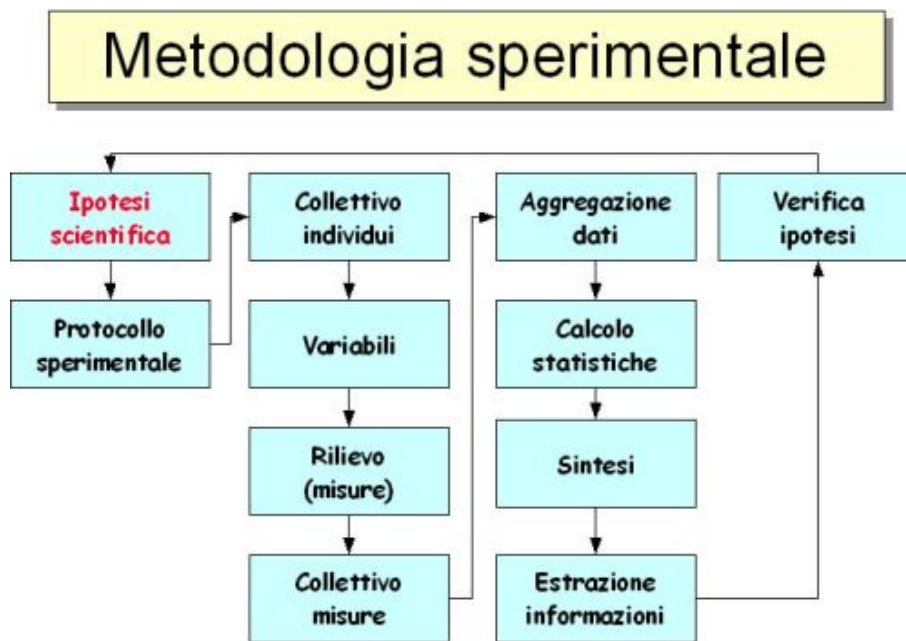 Metodologia sperimentale
Ipotesi
scientifica
Protocollo
sperimentale
Collettivo
individui
Variabili
Rilievo
(misure)
Collettivo
misure
Aggregazione
dati
Calcolo
statistiche
Sintesi
Estrazione
informazioni
Verifica
ipotesi